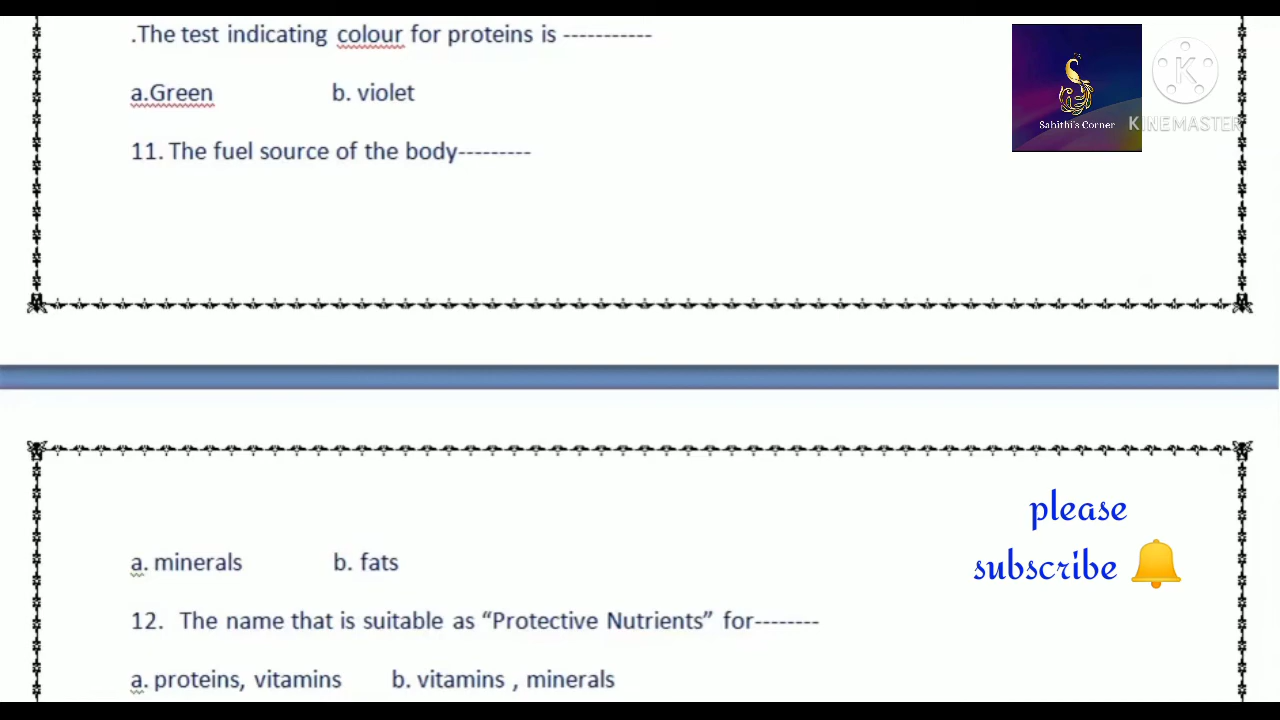 .The test indicating colour for proteins is -----------
a.Green b. violet
11. The fuel source of the body---------
Sahithi's Corner
KINEMASTER
please
subscribe
a. minerals b. fats
12. The name that is suitable as “Protective Nutrients” for--------
a. proteins, vitamins b. vitamins , minerals